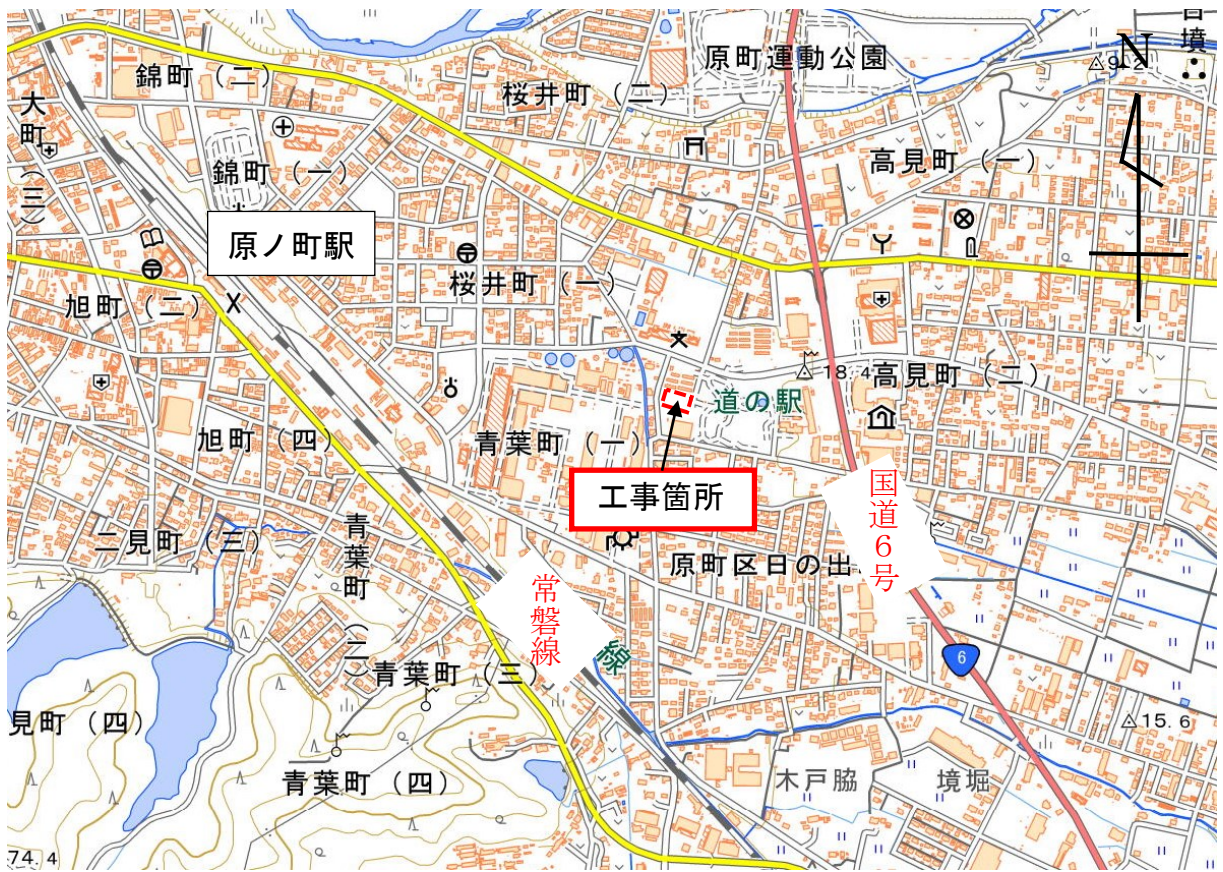 錦町（二）
桜井町（二）
原町運動公園
9.2
N
墳
大町（三）
錦町（一）
高見町（一）
原ノ町駅
桜井町（一）
旭町（二）
18.4
高見町（二）
道の駅
旭町（四）
青葉町（一）
工事箇所
国道6号
二見町（三）
青葉町（二）
原町区日の出
常磐線
線
6
青葉町（三）
見町（四）
15.6
青葉町（四）
木戸脇
境堀
74.4